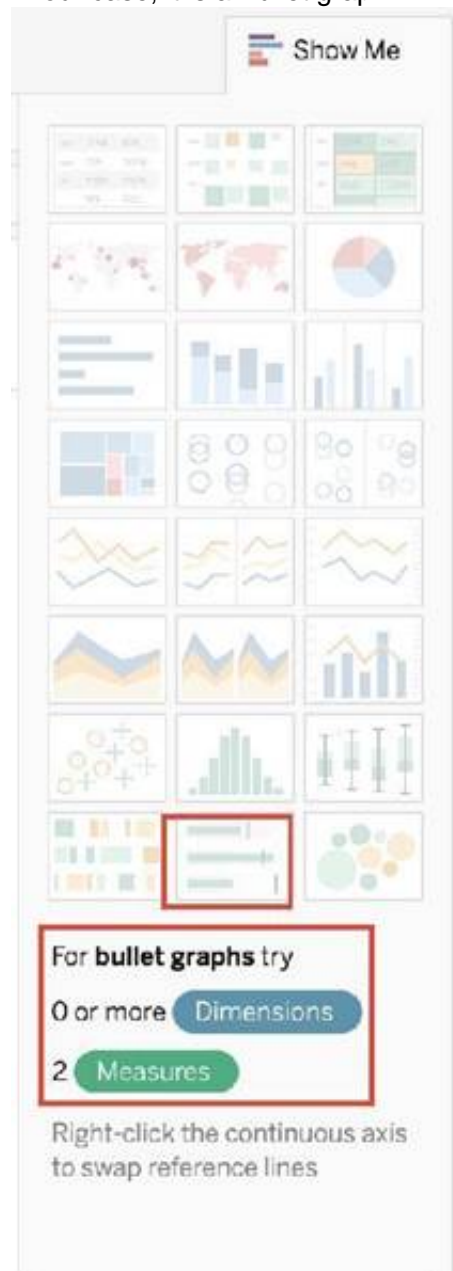 Show Me
For bullet graphs try
0 or more Dimensions
2 Measures
Right-click the continuous axis
to swap reference lines